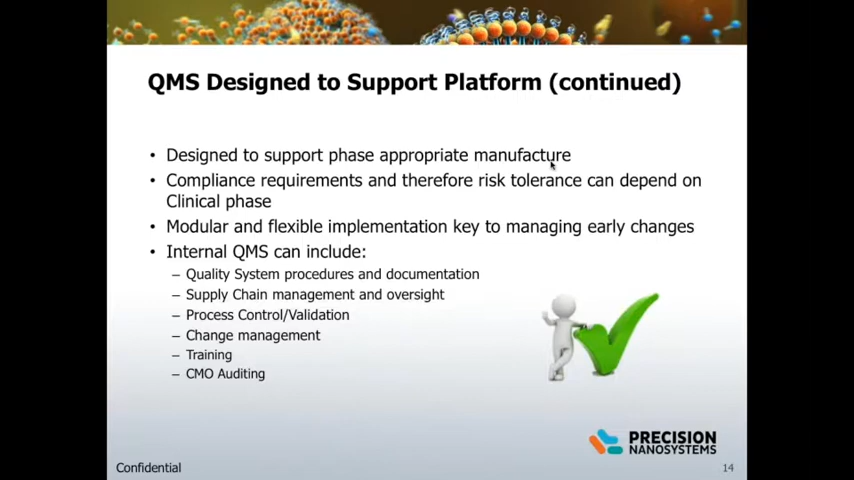 QMS Designed to Support Platform (continued)
• Designed to support phase appropriate manufacture
• Compliance requirements and therefore risk tolerance can depend on
Clinical phase
• Modular and flexible implementation key to managing early changes
• Internal QMS can include:
– Quality System procedures and documentation
– Supply Chain management and oversight
– Process Control/Validation
– Change management
– Training
– CMO Auditing
PRECISION
NANOSYSTEMS
Confidential
14